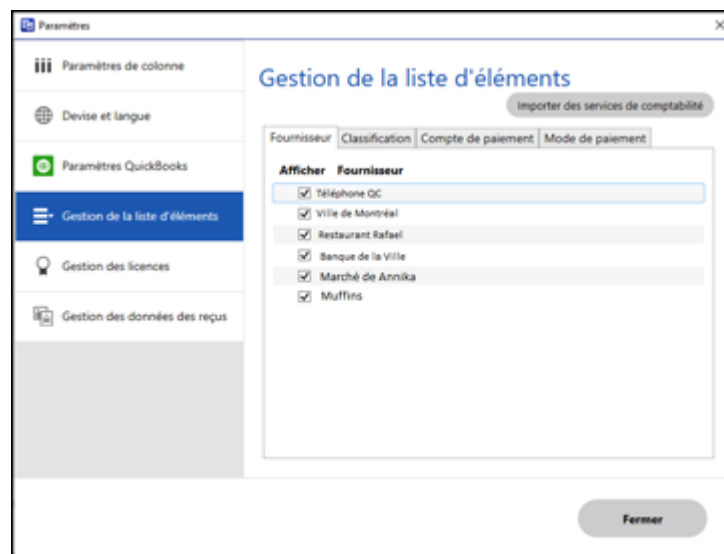 Paramètres
Paramètres de colonne
Devise et langue
Paramètres QuickBooks
Gestion de la liste d'éléments
Gestion des licences
Gestion des données des reçus
Gestion de la liste d'éléments
Importer des services de comptabilité
Fournisseur Classification Compte de paiement Mode de paiement
Afficher Fournisseur
Téléphone QC
Ville de Montréal
Restaurant Rafael
Banque de la Ville
Marché de Annika
Muffins
Fermer